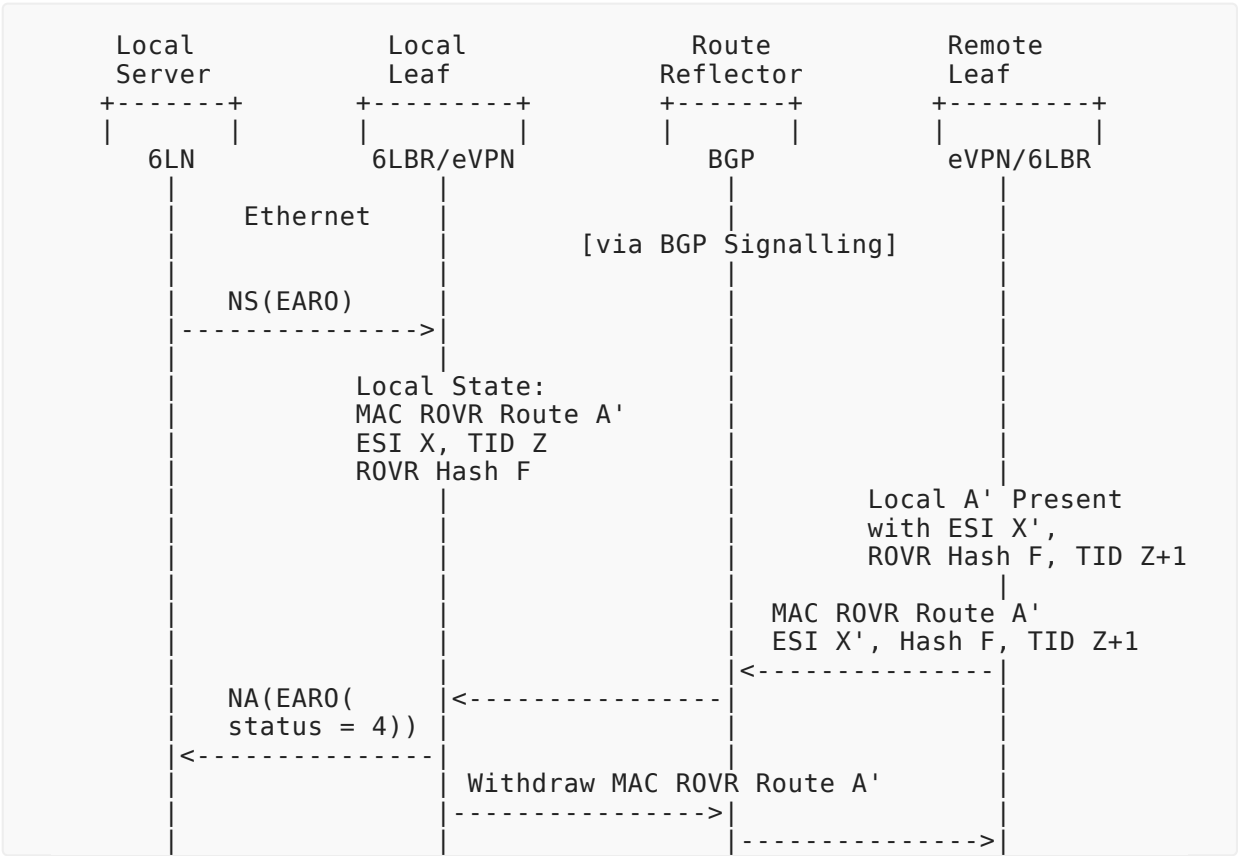 Local Local Route Remote
Server Leaf Reflector Leaf
+-------+ +---------+ +-------+ +---------+
| | | | | | | |
6LN 6LBR/eVPN BGP eVPN/6LBR
Ethernet
[via BGP Signalling]
NS(EARO)
--------------->
Local State:
MAC ROVR Route A'
ESI X, TID Z
ROVR Hash F
Local A' Present
with ESI X',
ROVR Hash F, TID Z+1
MAC ROVR Route A'
ESI X', Hash F, TID Z+1
<---------------
NA(EARO( <----------------
status = 4))
<---------------
Withdraw MAC ROVR Route A'
---------------->
--------------->